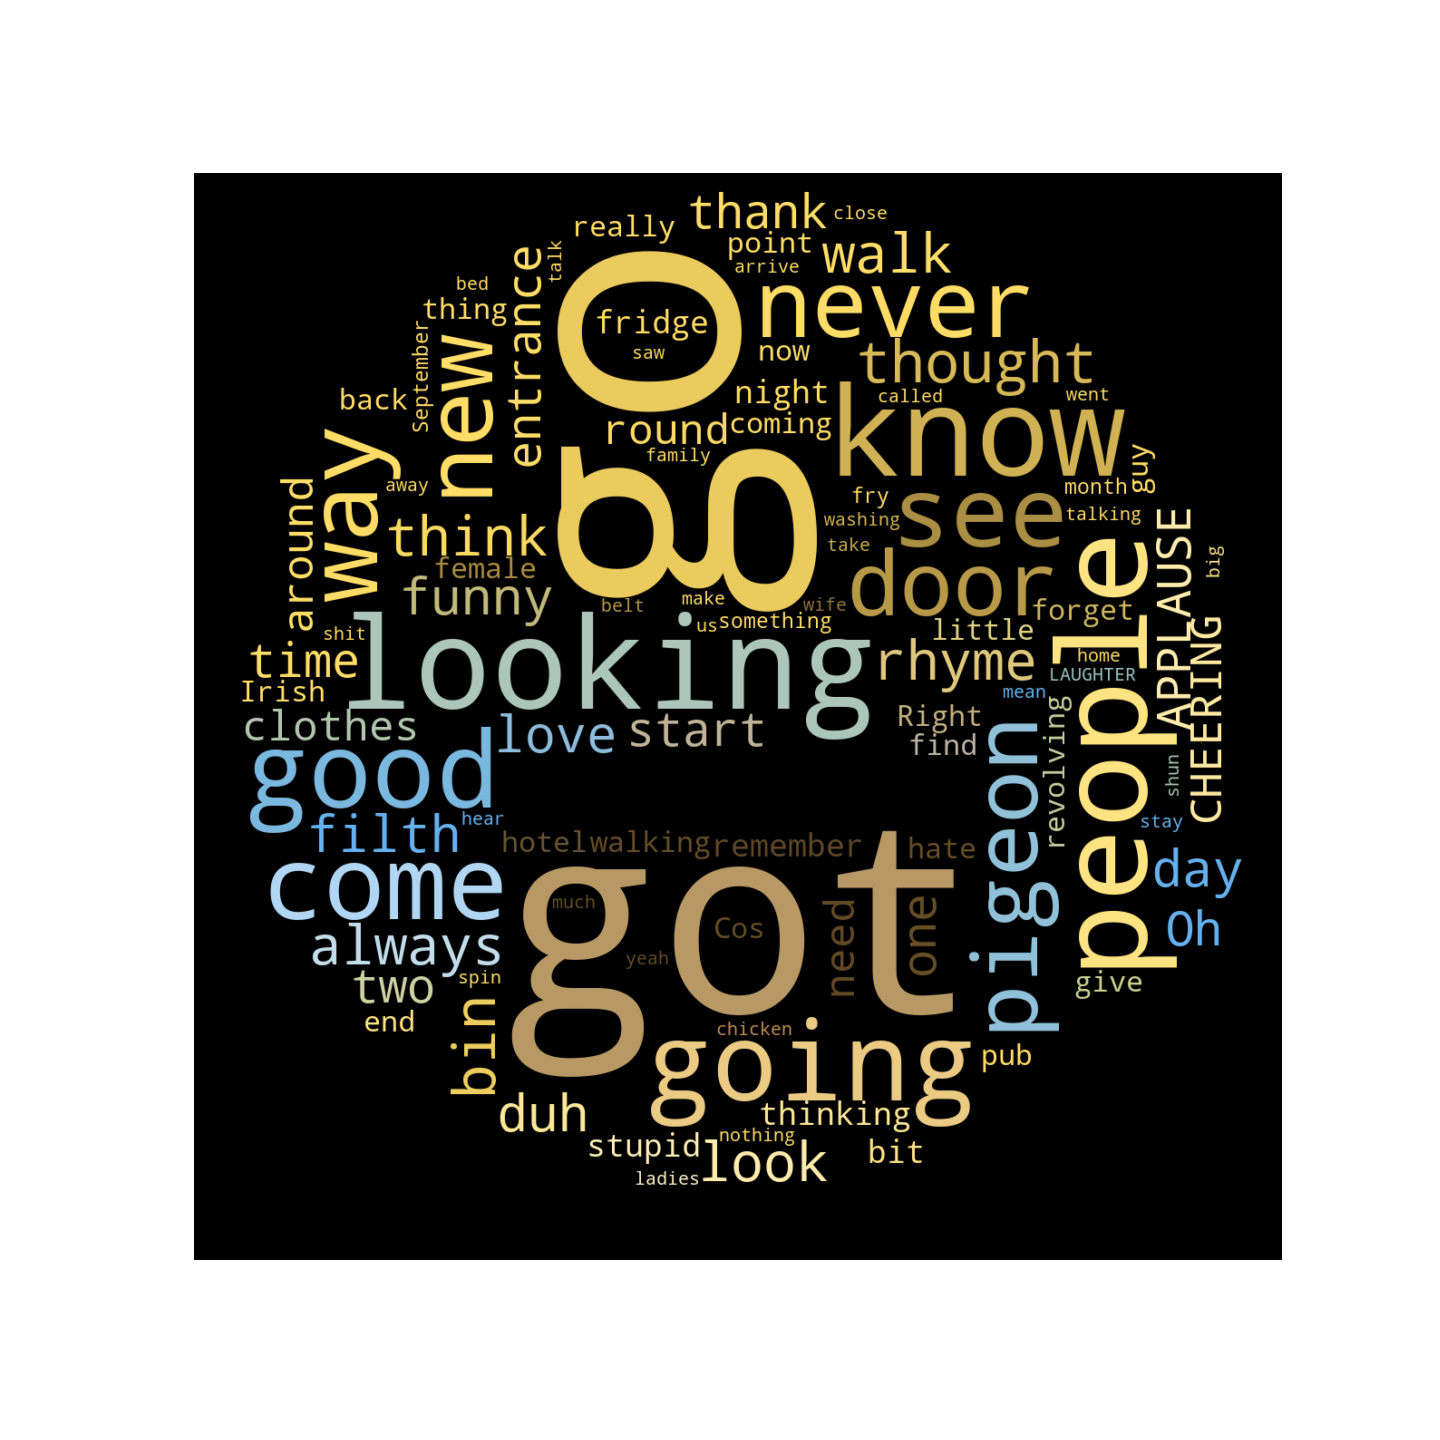 thank
close
really
point
walk
talk
arrive
bed
thing
entrance
go
fridge
saw
never
now
thought
September
new
back
night
called
went
know
round
coming
family
way
away
guy
month
fry
see
talking
washing
take
arround
think
female
funny
belt
make
us
something
wife
door
forget
people
APPLAUSE
big
CHEERING
shit
time
Irish
looking
little
rhyme
home
LAUGHTER
mean
clothes
love
start
Right
find
pigeon
revolving
shun
good
filth
hear
stay
hotel
walking
remember
hate
come
day
Oh
always
got
much
Cos
yeah
need
one
two
spin
end
give
bin
chicken
going
pub
duh
thinking
nothing
stupid
look
bit
ladies